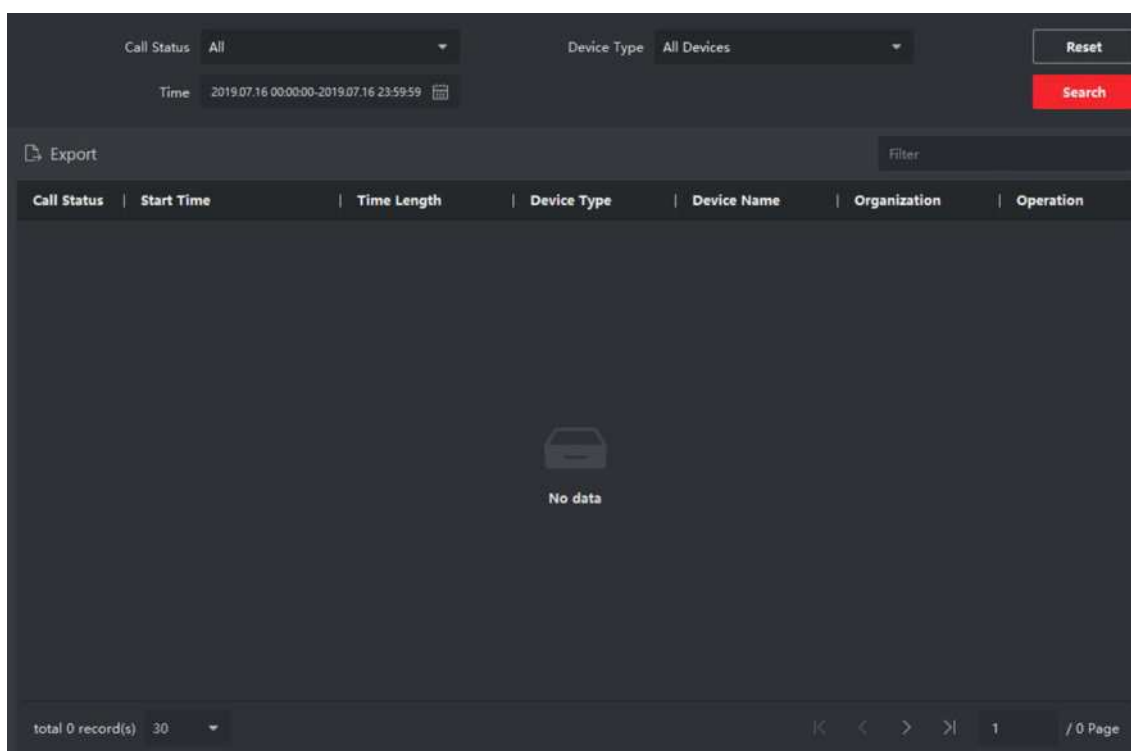 Call Status All Device Type All Devices Reset
Time 2019.07.16 00:00:00-2019.07.16 23:59:59 Search
Export Filter
Call Status | Start Time | Time Length | Device Type | Device Name | Organization | Operation
No data
total 0 record(s) 30 1 / 0 Page